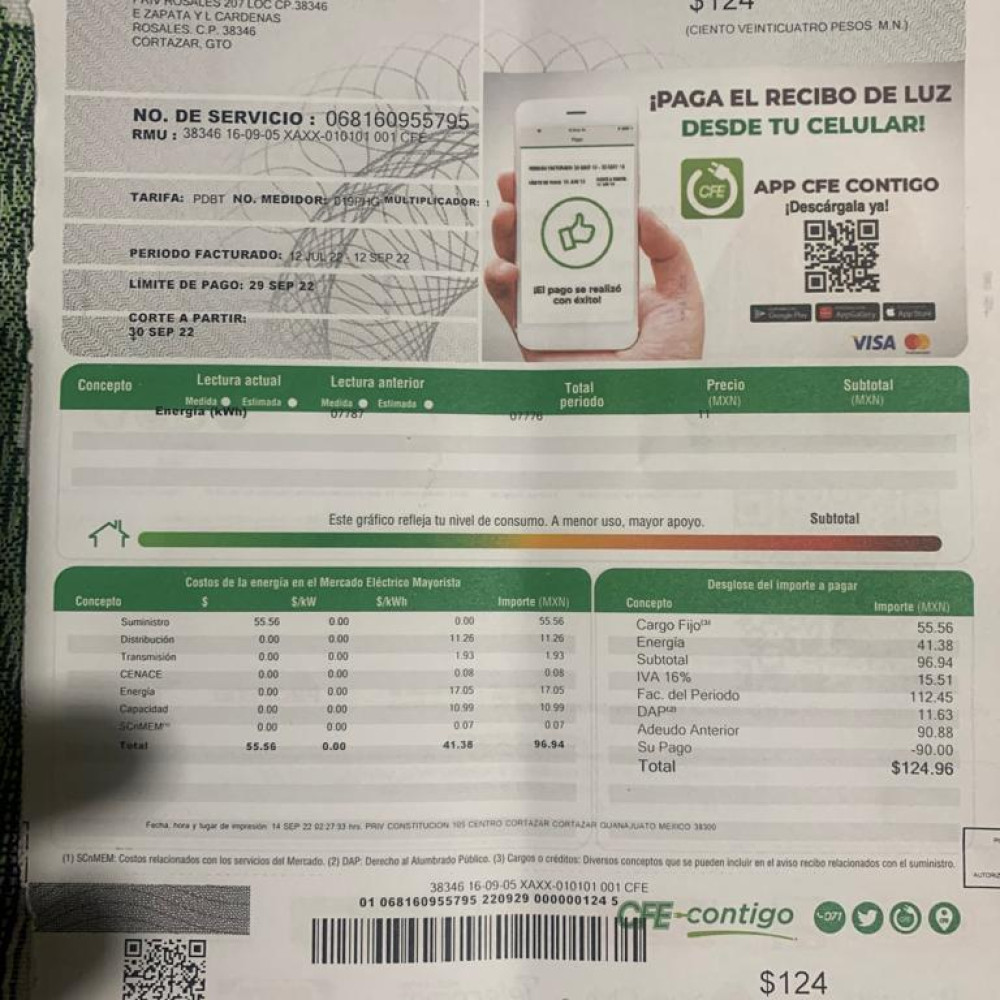 PRIV ROSALES 207 LOC CP.38346
E ZAPATA Y L CARDENAS
ROSALES. C.P. 38346
CORTAZAR, GTO
$124
(CIENTO VEINTICUATRO PESOS M.N.)
NO. DE SERVICIO : 068160955795
RMU : 38346 16-09-05 XAXX-010101 001 CFE
TARIFA: PDBT NO. MEDIDOR: 019PHG MULTIPLICADOR: 1
PERIODO FACTURADO: 12 JUL 22 - 12 SEP 22
LIMITE DE PAGO: 29 SEP 22
CORTE A PARTIR:
30 SEP 22
¡PAGA EL RECIBO DE LUZ
DESDE TU CELULAR!
CFE
APP CFE CONTIGO
¡Descárgala ya!
¡El pago se realizó
con éxito!
Google Play AppGallery App Store
VISA
Concepto Lectura actual Lectura anterior Total periodo Precio (MXN) Subtotal (MXN)
Medida Estimada Medida Estimada
Energía (kWh) 07787 07776 11
Este gráfico refleja tu nivel de consumo. A menor uso, mayor apoyo. Subtotal
Costos de la energía en el Mercado Eléctrico Mayorista
Concepto $ $/kW $/kWh Importe (MXN)
Suministro 55.56 0.00 0.00 55.56
Distribución 0.00 0.00 11.26 11.26
Transmisión 0.00 0.00 1.93 1.93
CENACE 0.00 0.00 0.08 0.08
Energía 0.00 0.00 17.05 17.05
Capacidad 0.00 0.00 10.99 10.99
SCnMEM(1) 0.00 0.00 0.07 0.07
Total 55.56 0.00 41.38 96.94
Desglose del importe a pagar
Concepto Importe (MXN)
Cargo Fijo(3) 55.56
Energía 41.38
Subtotal 96.94
IVA 16% 15.51
Fac. del Periodo 112.45
DAP(2) 11.63
Adeudo Anterior 90.88
Su Pago -90.00
Total $124.96
Fecha, hora y lugar de impresión: 14 SEP 22 02:27:33 hrs. PRIV CONSTITUCION 105 CENTRO CORTAZAR CORTAZAR GUANAJUATO MEXICO 38300
(1) SCnMEM: Costos relacionados con los servicios del Mercado. (2) DAP: Derecho al Alumbrado Público. (3) Cargos o créditos: Diversos conceptos que se pueden incluir en el aviso recibo relacionados con el suministro.
38346 16-09-05 XAXX-010101 001 CFE
01 068160955795 220929 000000124 5
CFE contigo
071
$124